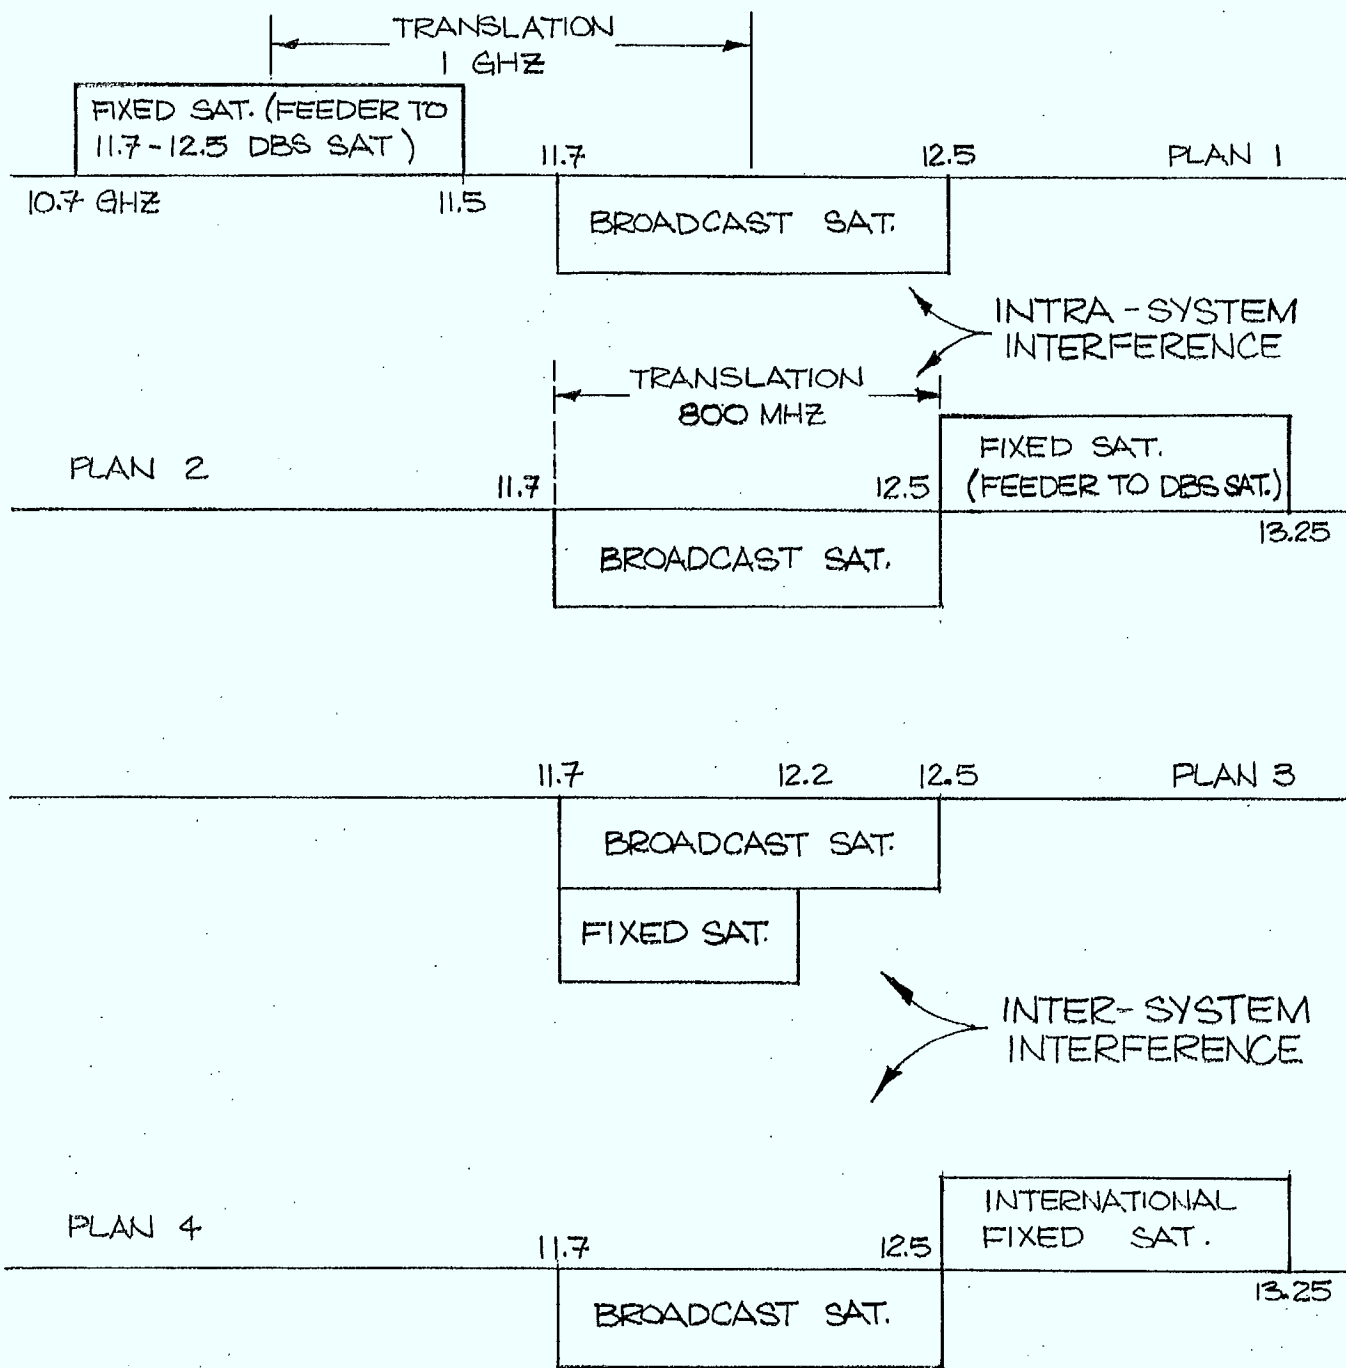 TRANSLATION
1 GHZ
FIXED SAT. (FEEDER TO
11.7-12.5 DBS SAT)
11.7
12.5
PLAN 1
10.7 GHZ
11.5
BROADCAST SAT.
INTRA-SYSTEM
INTERFERENCE
TRANSLATION
800 MHZ
PLAN 2
11.7
12.5
FIXED SAT.
(FEEDER TO DBS SAT.)
13.25
BROADCAST SAT.
11.7
12.2
12.5
PLAN 3
BROADCAST SAT.
FIXED SAT.
INTER-SYSTEM
INTERFERENCE
PLAN 4
11.7
12.5
INTERNATIONAL
FIXED SAT.
13.25
BROADCAST SAT.